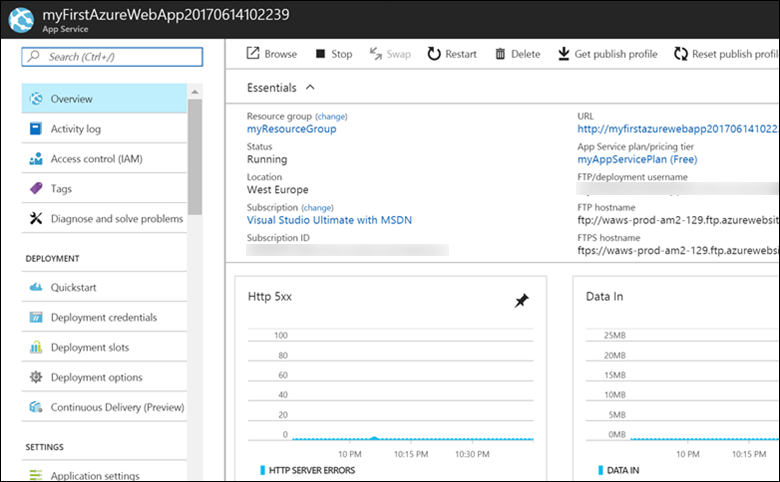 myFirstAzureWebApp20170614102239
App Service
Search (Ctrl+/)
Overview
Activity log
Access control (IAM)
Tags
Diagnose and solve problems
DEPLOYMENT
Quickstart
Deployment credentials
Deployment slots
Deployment options
Continuous Delivery (Preview)
SETTINGS
Application settings
Browse Stop Swap Restart Delete Get publish profile Reset publish profil
Essentials
Resource group (change)
myResourceGroup
Status
Running
Location
West Europe
Subscription (change)
Visual Studio Ultimate with MSDN
Subscription ID
URL
http://myfirstazurewebapp201706141022
App Service plan/pricing tier
myAppServicePlan (Free)
FTP/deployment username
FTP hostname
ftp://waws-prod-am2-129.ftp.azurewebsit
FTPS hostname
ftps://waws-prod-am2-129.ftp.azurewebsi
Http 5xx
100
80
60
40
20
0
10 PM 10:15 PM 10:30 PM
HTTP SERVER ERRORS
Data In
25MB
20MB
15MB
10MB
5MB
0MB
10 PM 10:15 PM
DATA IN